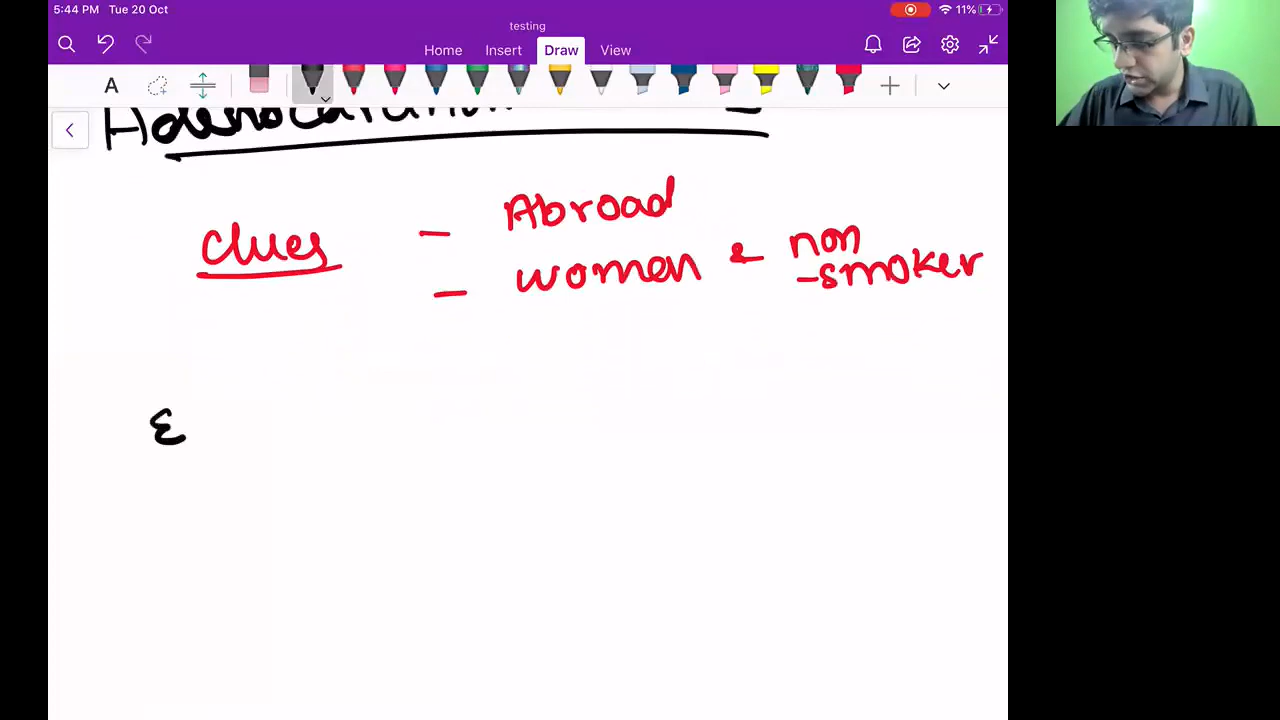 5:44 PM Tue 20 Oct
11%
testing
Home Insert Draw View
A
clues - Abroad
- women & non
-smoker
ε